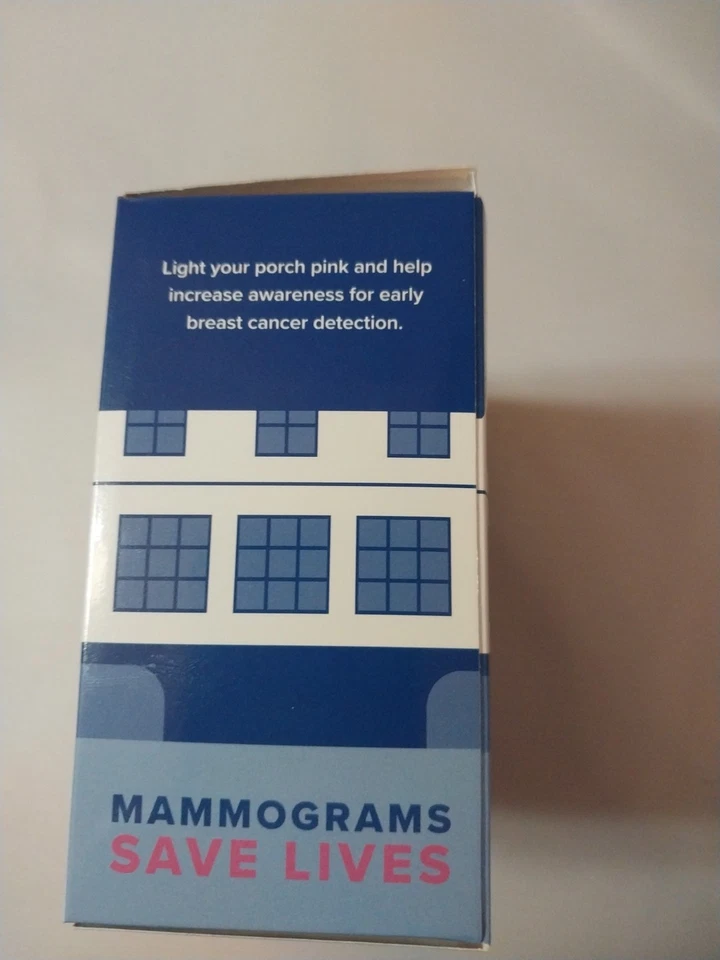 Light your porch pink and help
increase awareness for early
breast cancer detection.
MAMMOGRAMS
SAVE LIVES